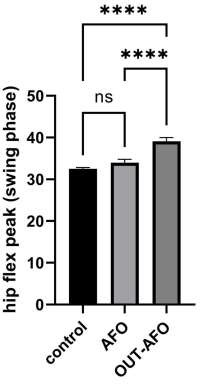 ****
****
ns
hip flex peak (swing phase)
50
40
30
20
10
0
control
AFO
OUT-AFO